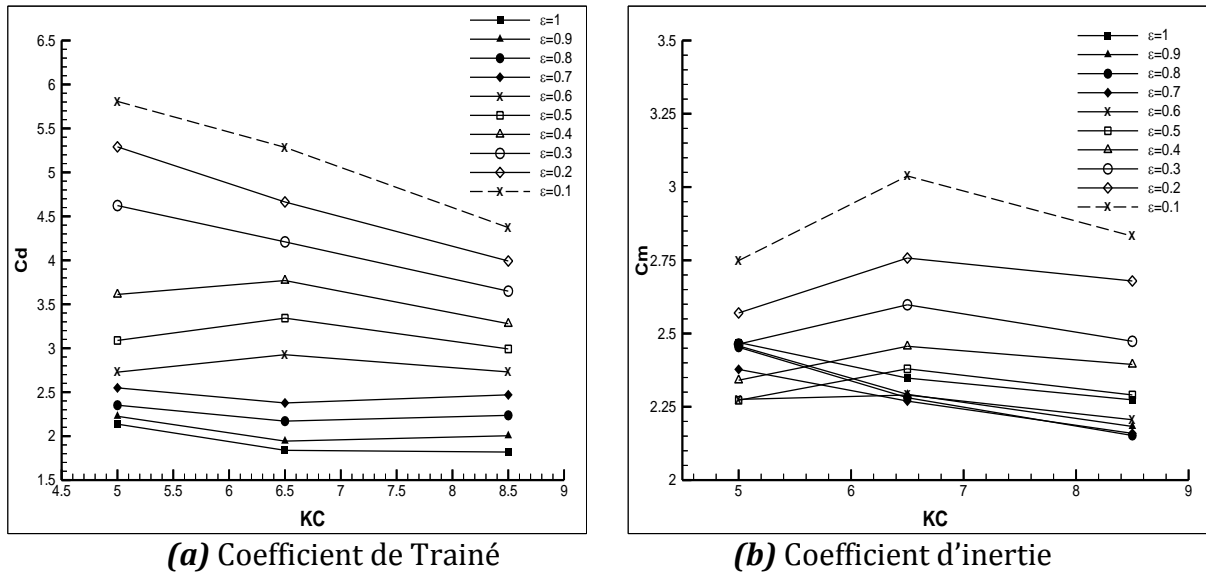 6.5
6
5.5
5
4.5
4
3.5
3
2.5
2
1.5
Cd
4.5 5 5.5 6 6.5 7 7.5 8 8.5 9
KC
ε=1
ε=0.9
ε=0.8
ε=0.7
ε=0.6
ε=0.5
ε=0.4
ε=0.3
ε=0.2
ε=0.1
(a) Coefficient de Trainé
3.5
3.25
3
2.75
2.5
2.25
2
Cm
5 6 7 8 9
KC
ε=1
ε=0.9
ε=0.8
ε=0.7
ε=0.6
ε=0.5
ε=0.4
ε=0.3
ε=0.2
ε=0.1
(b) Coefficient d’inertie